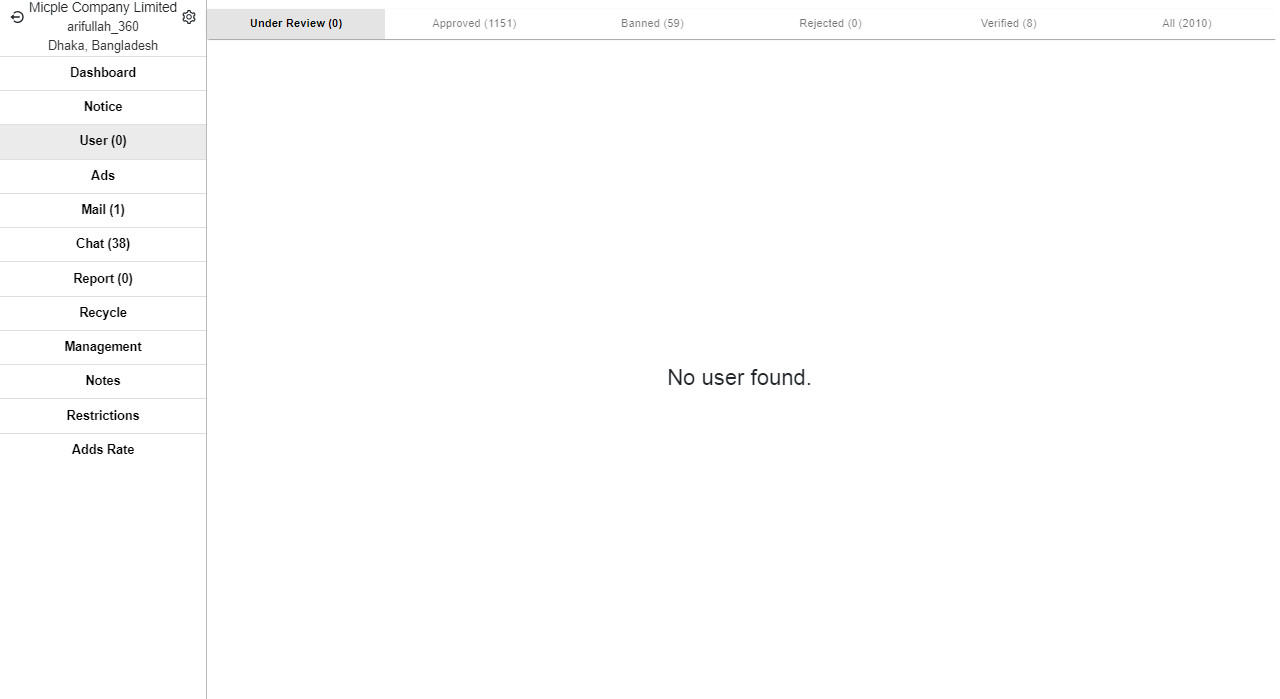 Micple Company Limited
arifullah_360
Dhaka, Bangladesh
Dashboard
Notice
User (0)
Ads
Mail (1)
Chat (38)
Report (0)
Recycle
Management
Notes
Restrictions
Adds Rate
Under Review (0)
Approved (1151)
Banned (59)
Rejected (0)
Verified (8)
All (2010)
No user found.